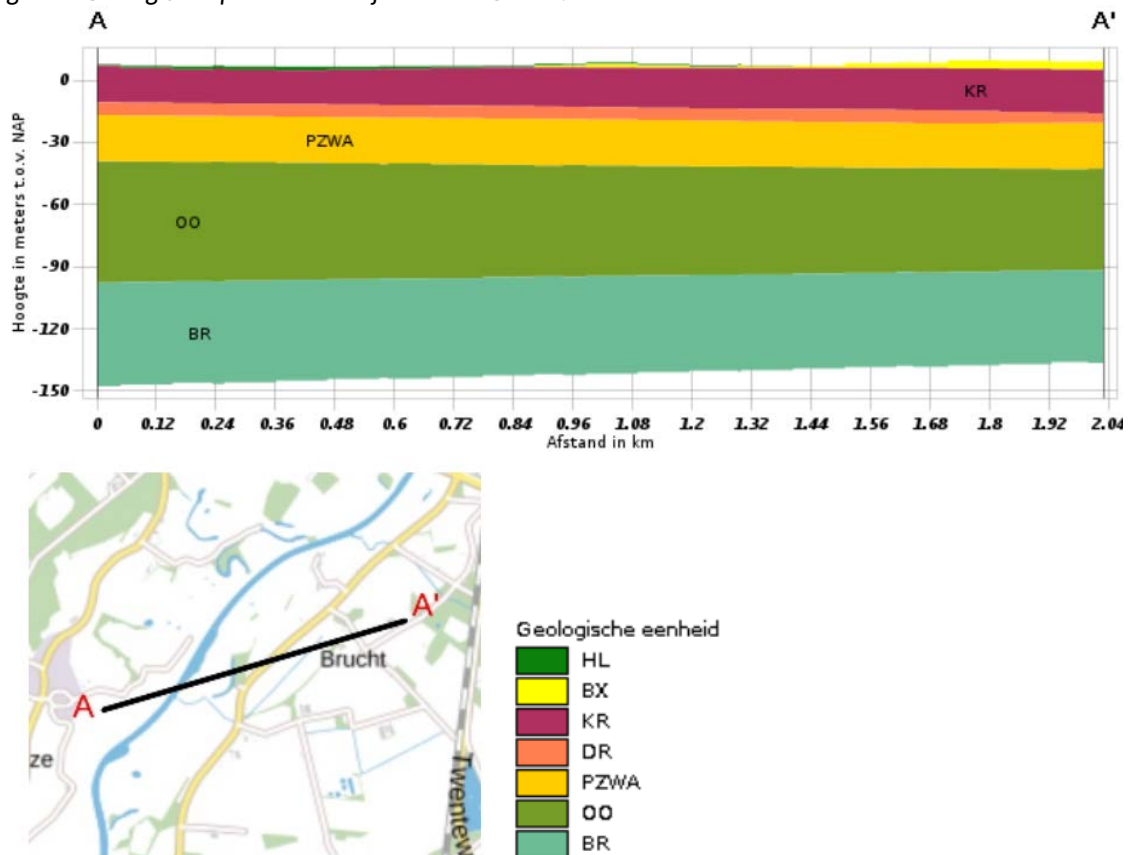 A A'
0
-30
-60
-90
-120
-150
Hoogte in meters t.o.v. NAP
KR
PZWA
OO
BR
0 0.12 0.24 0.36 0.48 0.6 0.72 0.84 0.96 1.08 1.2 1.32 1.44 1.56 1.68 1.8 1.92 2.04
Afstand in km
A'
Brucht
A
ze
Twentew
Geologische eenheid
HL
BX
KR
DR
PZWA
OO
BR